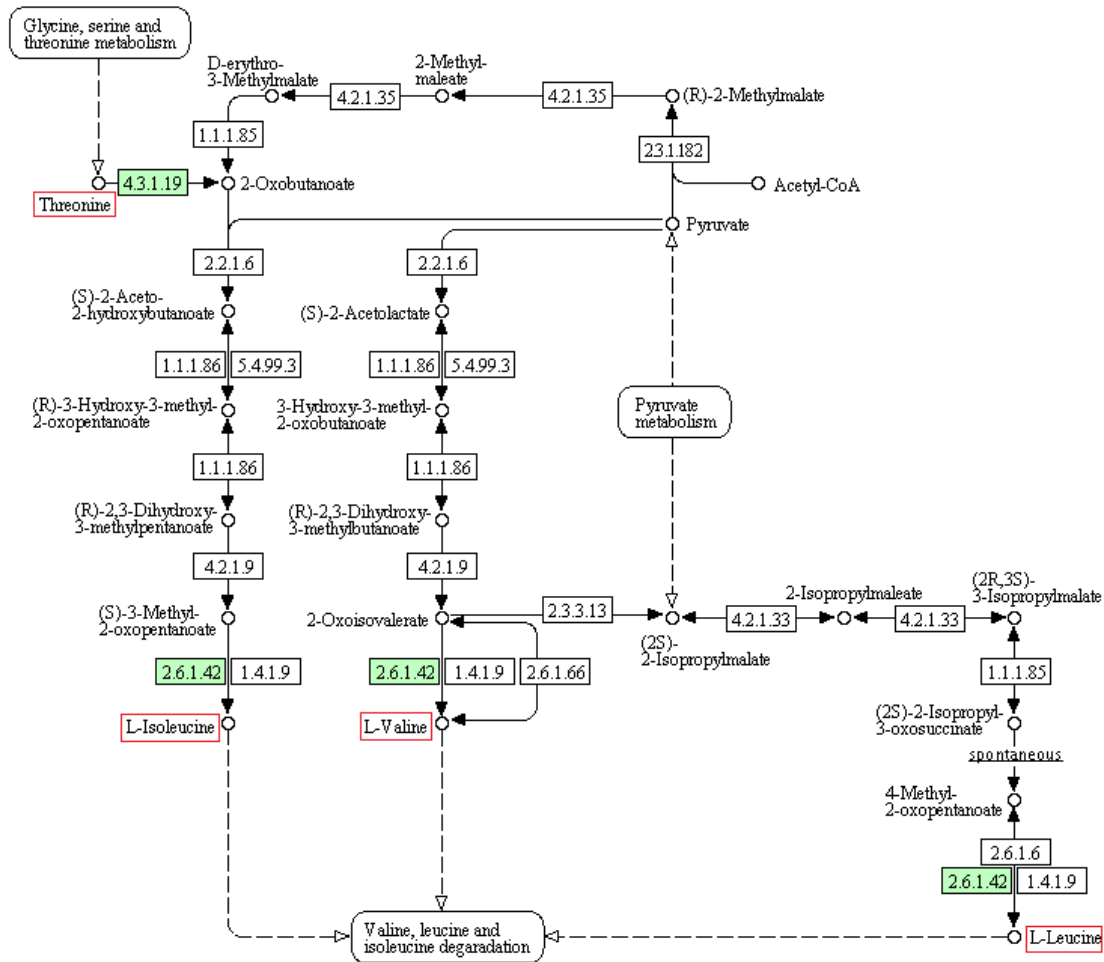 Glycine, serine and
threonine metabolism
D-erythro-
3-Methylmalate
2-Methyl-
maleate
4.2.1.35
4.2.1.35
(R)-2-Methylmalate
1.1.1.85
2.3.1.182
4.3.1.19
2-Oxobutanoate
Acetyl-CoA
Threonine
Pyruvate
2.2.1.6
2.2.1.6
(S)-2-Aceto-
2-hydroxybutanoate
(S)-2-Acetolactate
1.1.1.86
5.4.99.3
1.1.1.86
5.4.99.3
(R)-3-Hydroxy-3-methyl-
2-oxopentanoate
3-Hydroxy-3-methyl-
2-oxobutanoate
Pyruvate
metabolism
1.1.1.86
1.1.1.86
(R)-2,3-Dihydroxy-
3-methylpentanoate
(R)-2,3-Dihydroxy-
3-methylbutanoate
4.2.1.9
4.2.1.9
(S)-3-Methyl-
2-oxopentanoate
2-Oxoisovalerate
2.3.3.13
(2S)-
2-Isopropylmalate
4.2.1.33
2-Isopropylmaleate
4.2.1.33
(2R,3S)-
3-Isopropylmalate
2.6.1.42
1.4.1.9
2.6.1.42
1.4.1.9
2.6.1.66
1.1.1.85
L-Isoleucine
L-Valine
(2S)-2-Isopropyl-
3-oxosuccinate
spontaneous
4-Methyl-
2-oxopentanoate
2.6.1.6
2.6.1.42
1.4.1.9
Valine, leucine and
isoleucine degaradation
L-Leucine